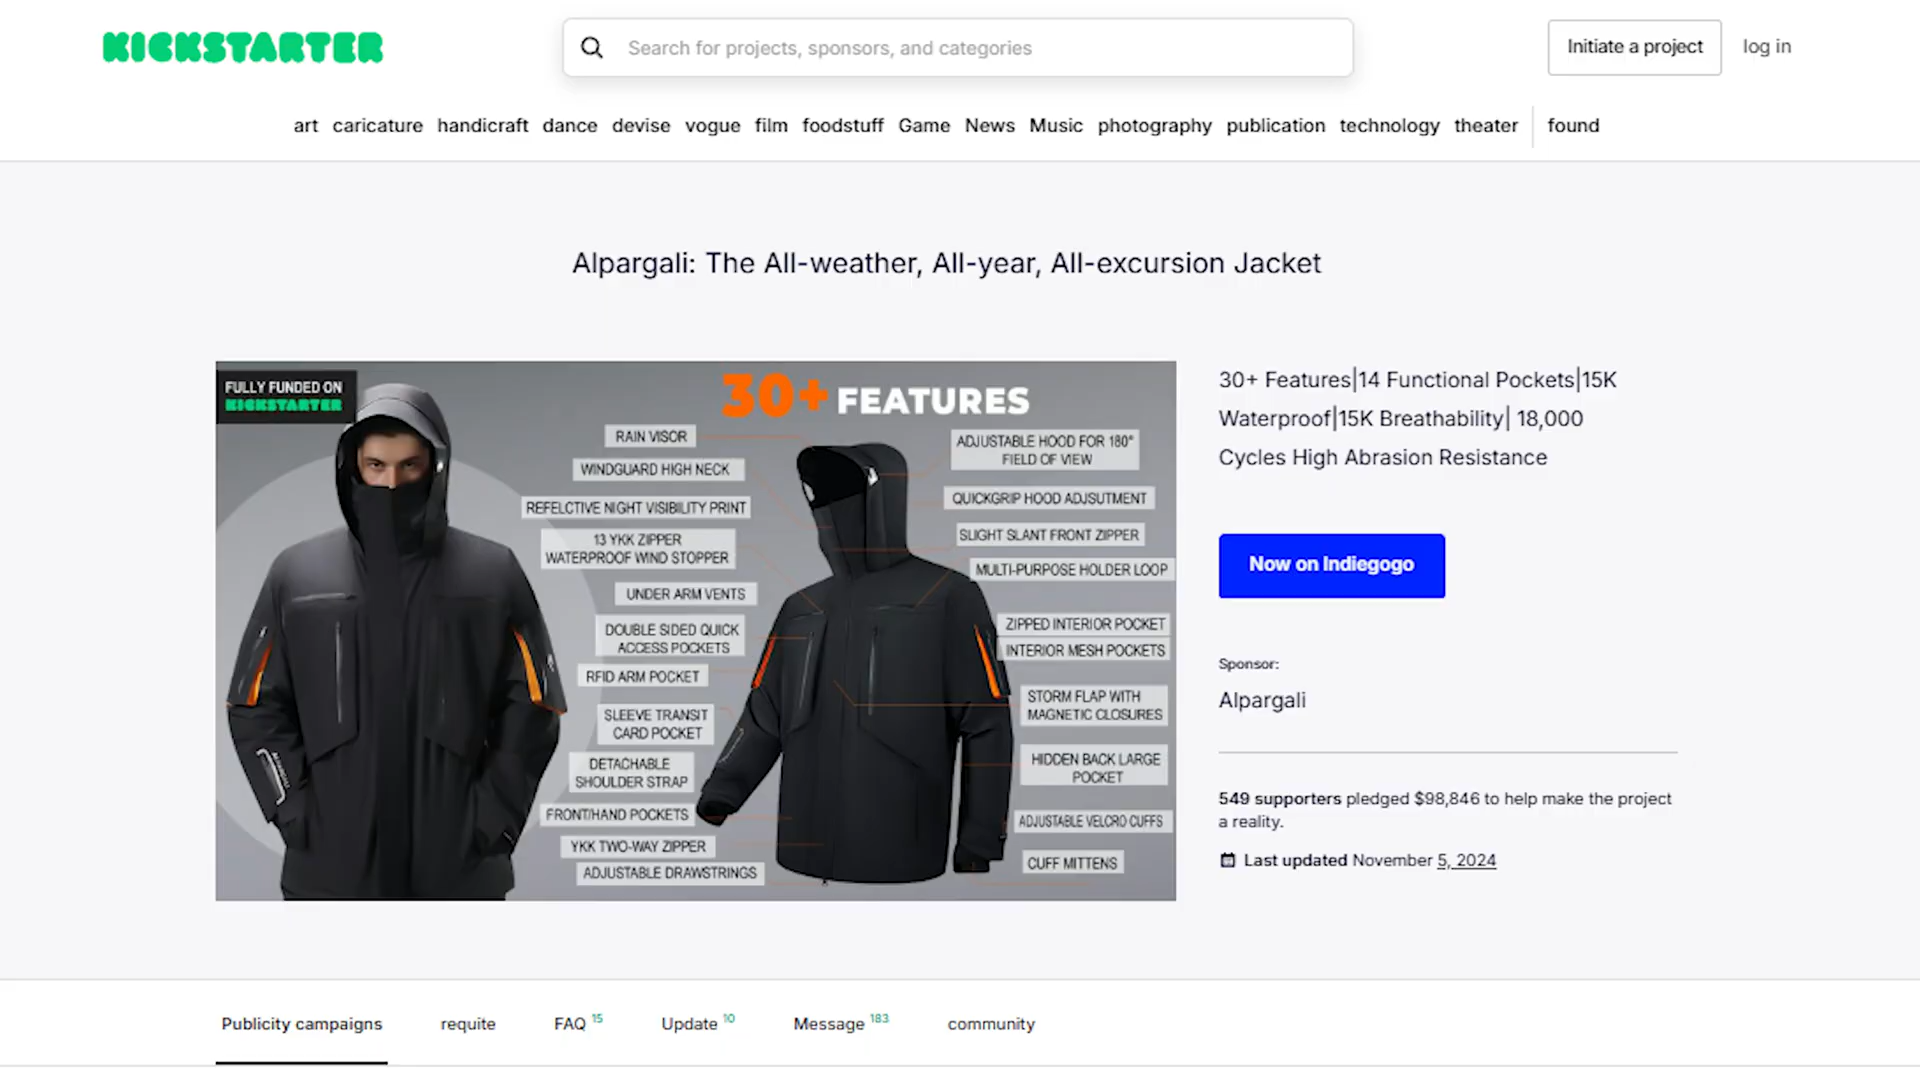 KICKSTARTER
Search for projects, sponsors, and categories
Initiate a project
log in
art caricature handicraft dance devise vogue film foodstuff Game News Music photography publication technology theater found
Alpargali: The All-weather, All-year, All-excursion Jacket
FULLY FUNDED ON
KICKSTARTER
30+ FEATURES
RAIN VISOR
WINDGUARD HIGH NECK
REFELCTIVE NIGHT VISIBILITY PRINT
13 YKK ZIPPER
WATERPROOF WIND STOPPER
UNDER ARM VENTS
DOUBLE SIDED QUICK
ACCESS POCKETS
RFID ARM POCKET
SLEEVE TRANSIT
CARD POCKET
DETACHABLE
SHOULDER STRAP
FRONT/HAND POCKETS
YKK TWO-WAY ZIPPER
ADJUSTABLE DRAWSTRINGS
ADJUSTABLE HOOD FOR 180°
FIELD OF VIEW
QUICKGRIP HOOD ADJSUTMENT
SLIGHT SLANT FRONT ZIPPER
MULTI-PURPOSE HOLDER LOOP
ZIPPED INTERIOR POCKET
INTERIOR MESH POCKETS
STORM FLAP WITH
MAGNETIC CLOSURES
HIDDEN BACK LARGE
POCKET
ADJUSTABLE VELCRO CUFFS
CUFF MITTENS
30+ Features|14 Functional Pockets|15K
Waterproof|15K Breathability| 18,000
Cycles High Abrasion Resistance
Now on Indiegogo
Sponsor:
Alpargali
549 supporters pledged $98,846 to help make the project
a reality.
Last updated November 5, 2024
Publicity campaigns
requite
FAQ 15
Update 10
Message 183
community